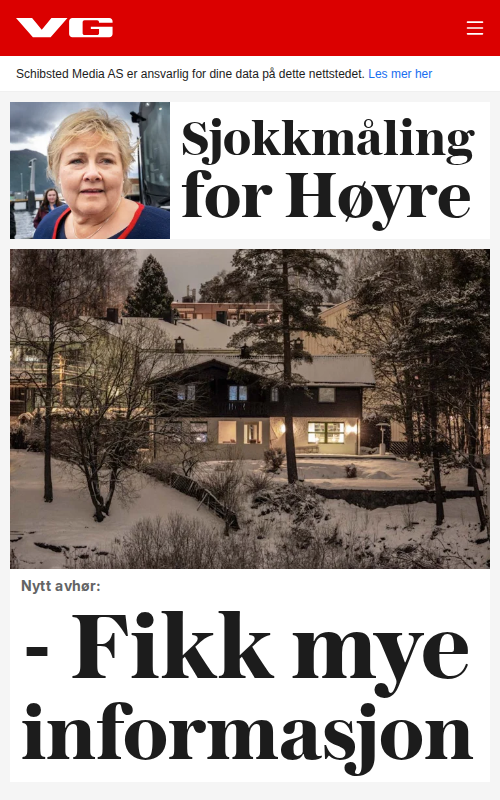 VG
Schibsted Media AS er ansvarlig for dine data på dette nettstedet. Les mer her
Sjokkmåling
for Høyre
Nytt avhør:
- Fikk mye
informasjon